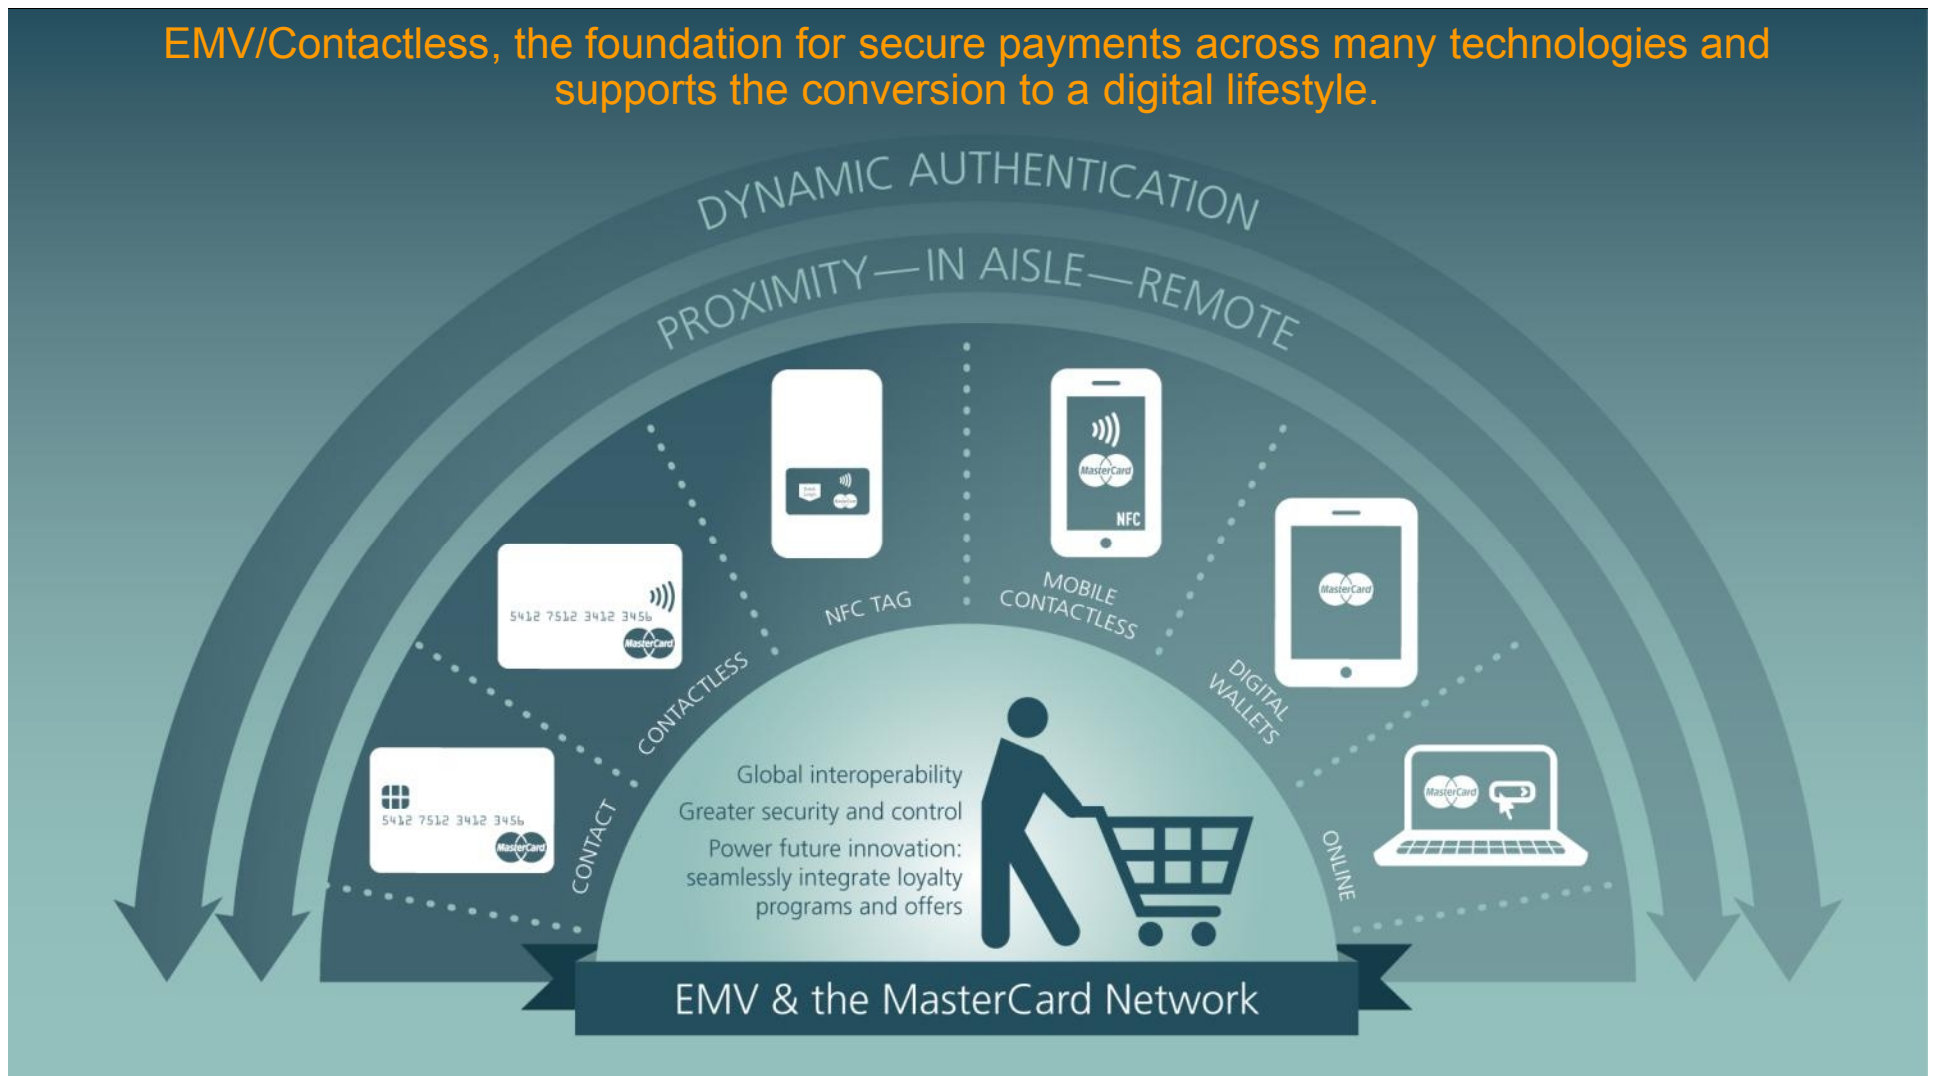 EMV/Contactless, the foundation for secure payments across many technologies and
supports the conversion to a digital lifestyle.
DYNAMIC AUTHENTICATION
PROXIMITY—IN AISLE—REMOTE
MasterCard
NFC
MasterCard
MasterCard
5412 7512 3412 3456
MasterCard
NFC TAG
MOBILE
CONTACTLESS
DIGITAL
WALLETS
CONTACTLESS
5412 7512 3412 3456
MasterCard
CONTACT
MasterCard
ONLINE
Global interoperability
Greater security and control
Power future innovation:
seamlessly integrate loyalty
programs and offers
EMV & the MasterCard Network